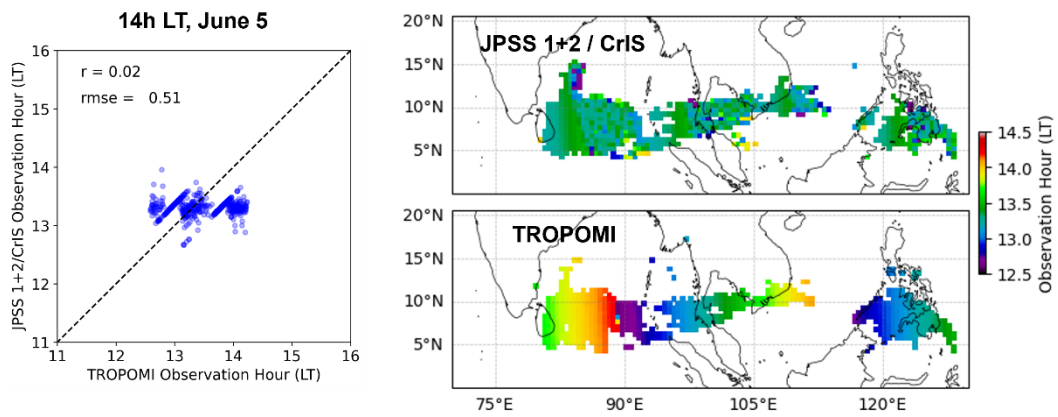 14h LT, June 5
16
15
14
13
12
11
r = 0.02
rmse =   0.51
11
12
13
14
15
16
JPSS 1+2/CrIS Observation Hour (LT)
TROPOMI Observation Hour (LT)
20°N
15°N
10°N
5°N
JPSS 1+2 / CrIS
20°N
15°N
10°N
5°N
TROPOMI
75°E
90°E
105°E
120°E
14.5
14.0
13.5
13.0
12.5
Observation Hour (LT)